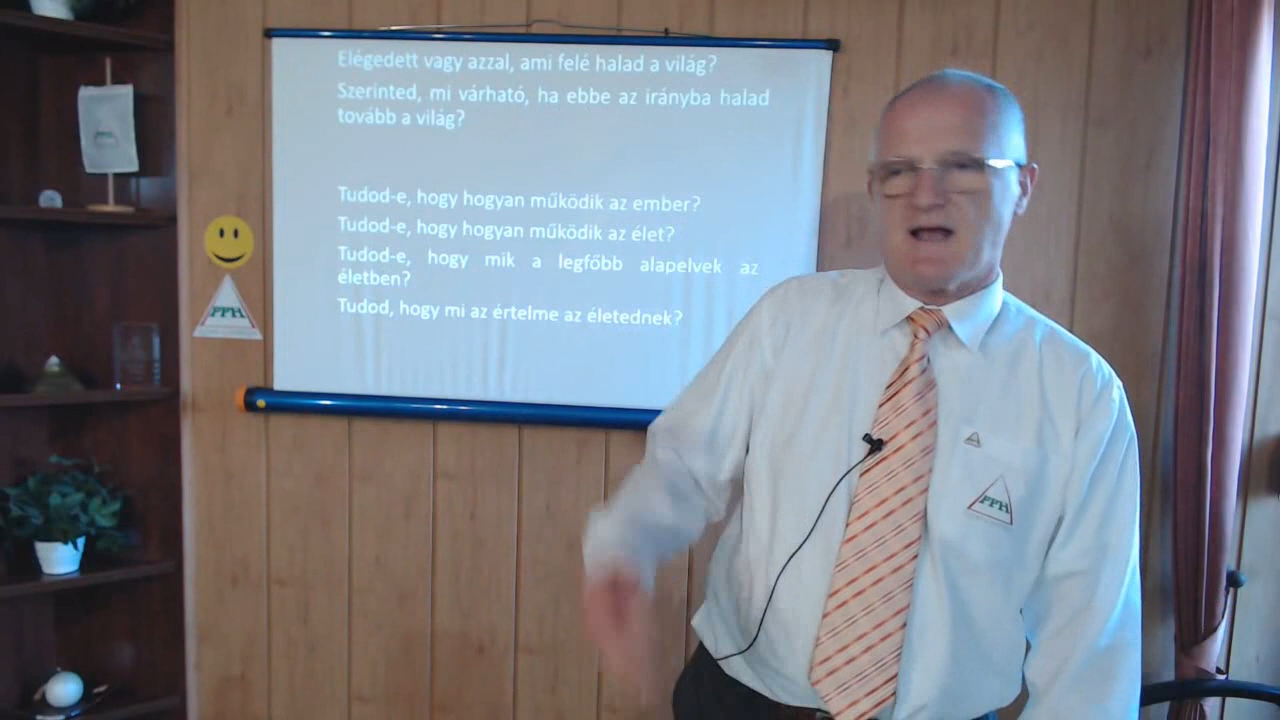 Elégedett vagy azzal, ami felé halad a világ?
Szerinted, mi várható, ha ebbe az irányba halad
tovább a világ?
Tudod-e, hogy hogyan működik az ember?
Tudod-e, hogy hogyan működik az élet?
Tudod-e, hogy mik a legfőbb alapelvek az
életben?
Tudod, hogy mi az értelme az életednek?
PPH
PPH